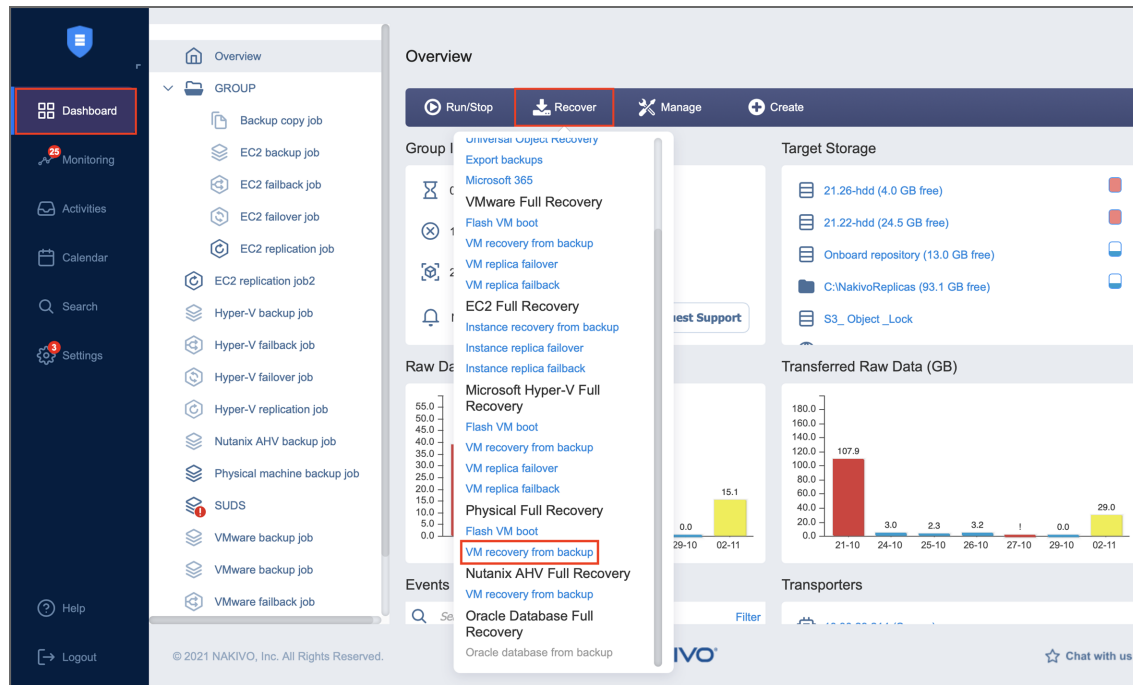 Dashboard
25
Monitoring
Activities
Calendar
Search
3
Settings
Help
Logout
Overview
GROUP
Backup copy job
EC2 backup job
EC2 failback job
EC2 failover job
EC2 replication job
EC2 replication job2
Hyper-V backup job
Hyper-V failback job
Hyper-V failover job
Hyper-V replication job
Nutanix AHV backup job
Physical machine backup job
SUDS
VMware backup job
VMware backup job
VMware failback job
© 2021 NAKIVO, Inc. All Rights Reserved.
Overview
Run/Stop
Recover
Manage
Create
Group I
Universal Object Recovery
Export backups
Microsoft 365
VMware Full Recovery
Flash VM boot
VM recovery from backup
VM replica failover
VM replica failback
EC2 Full Recovery
Instance recovery from backup
Instance replica failover
Instance replica failback
Microsoft Hyper-V Full
Recovery
Flash VM boot
VM recovery from backup
VM replica failover
VM replica failback
Physical Full Recovery
Flash VM boot
VM recovery from backup
Nutanix AHV Full Recovery
VM recovery from backup
Oracle Database Full
Recovery
Oracle database from backup
uest Support
Raw Da
55.0
50.0
45.0
40.0
35.0
30.0
25.0
20.0
15.0
10.0
5.0
0.0
0.0
15.1
29-10
02-11
Events
Filter
IVO
Target Storage
21.26-hdd (4.0 GB free)
21.22-hdd (24.5 GB free)
Onboard repository (13.0 GB free)
C:\NakivoReplicas (93.1 GB free)
S3_ Object _Lock
Transferred Raw Data (GB)
180.0
160.0
140.0
120.0
100.0
80.0
60.0
40.0
20.0
0.0
107.9
3.0
2.3
3.2
!
0.0
29.0
21-10
24-10
25-10
26-10
27-10
29-10
02-11
Transporters
Chat with us